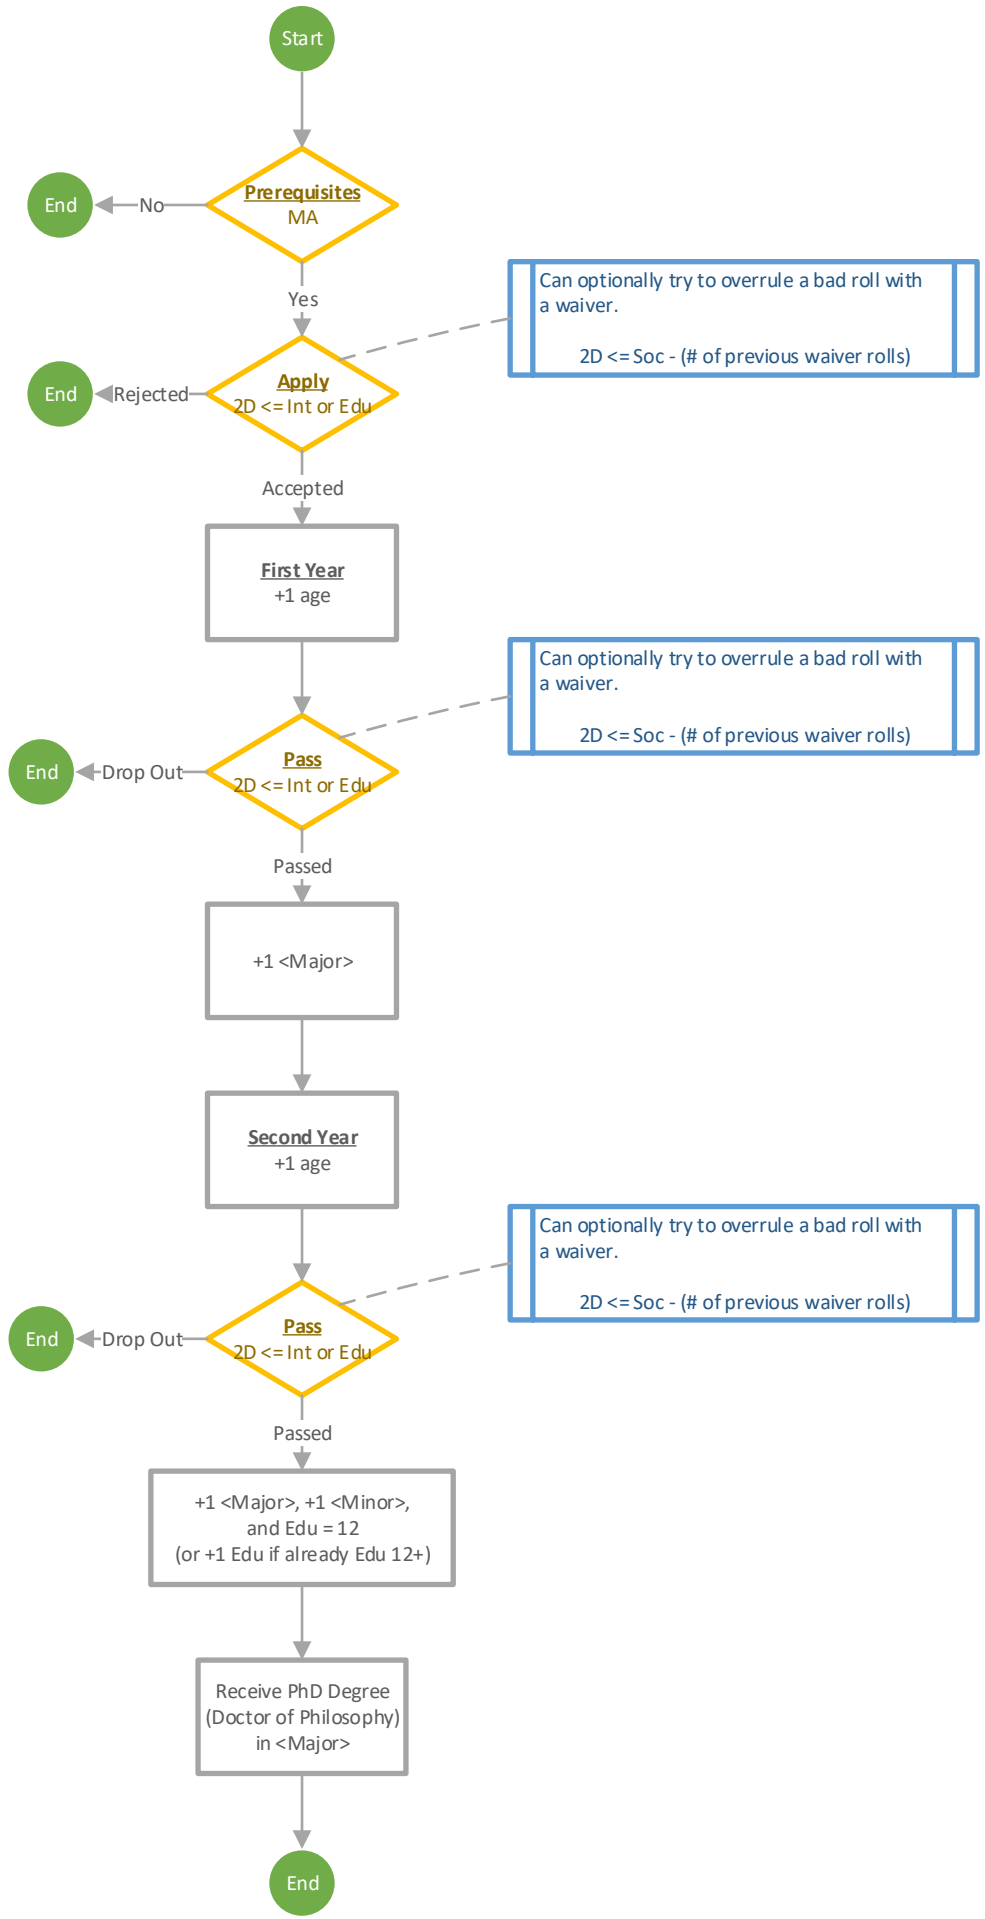 Start
Prerequisites
MA
End
No
Yes
Can optionally try to overrule a bad roll with
a waiver.
2D <= Soc - (# of previous waiver rolls)
Apply
2D <= Int or Edu
End
Rejected
Accepted
First Year
+1 age
Can optionally try to overrule a bad roll with
a waiver.
2D <= Soc - (# of previous waiver rolls)
Pass
2D <= Int or Edu
End
Drop Out
Passed
+1 <Major>
Second Year
+1 age
Can optionally try to overrule a bad roll with
a waiver.
2D <= Soc - (# of previous waiver rolls)
Pass
2D <= Int or Edu
End
Drop Out
Passed
+1 <Major>, +1 <Minor>,
and Edu = 12
(or +1 Edu if already Edu 12+)
Receive PhD Degree
(Doctor of Philosophy)
in <Major>
End